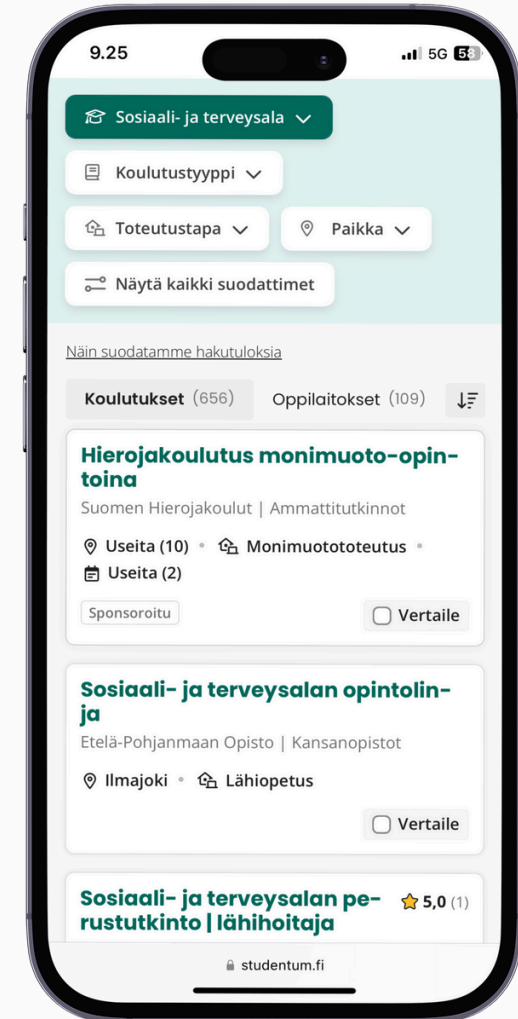 9.25
5G 58
Sosiaali- ja terveysala
Koulutustyyppi
Toteutustapa
Paikka
Näytä kaikki suodattimet
Näin suodatamme hakutuloksia
Koulutukset (656)
Oppilaitokset (109)
Hierojakoulutus monimuoto-opin-
toina
Suomen Hierojakoulut | Ammattitutkinnot
Useita (10) • Monimuotototeutus •
Useita (2)
Sponsoroitu
Vertaile
Sosiaali- ja terveysalan opintolin-
ja
Etelä-Pohjanmaan Opisto | Kansanopistot
Ilmajoki • Lähiopetus
Vertaile
Sosiaali- ja terveysalan pe-
rustutkinto | lähihoitaja
5,0 (1)
studentum.fi